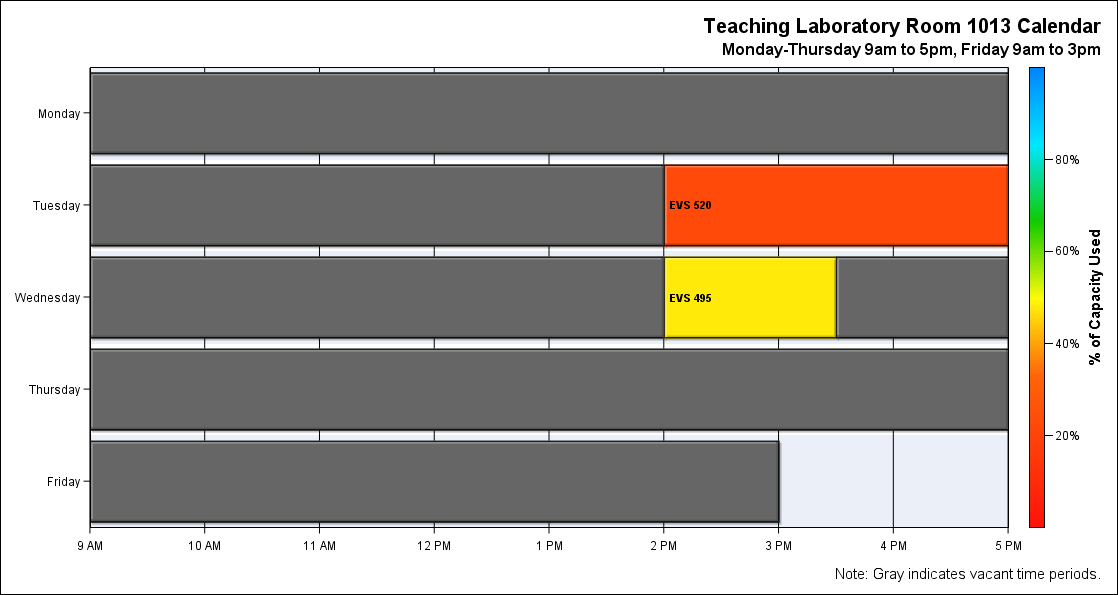 Teaching Laboratory Room 1013 Calendar
Monday-Thursday 9am to 5pm, Friday 9am to 3pm
Monday
Tuesday
EVS 520
Wednesday
EVS 495
Thursday
Friday
9 AM 10 AM 11 AM 12 PM 1 PM 2 PM 3 PM 4 PM 5 PM
80%
60%
40%
20%
% of Capacity Used
Note: Gray indicates vacant time periods.